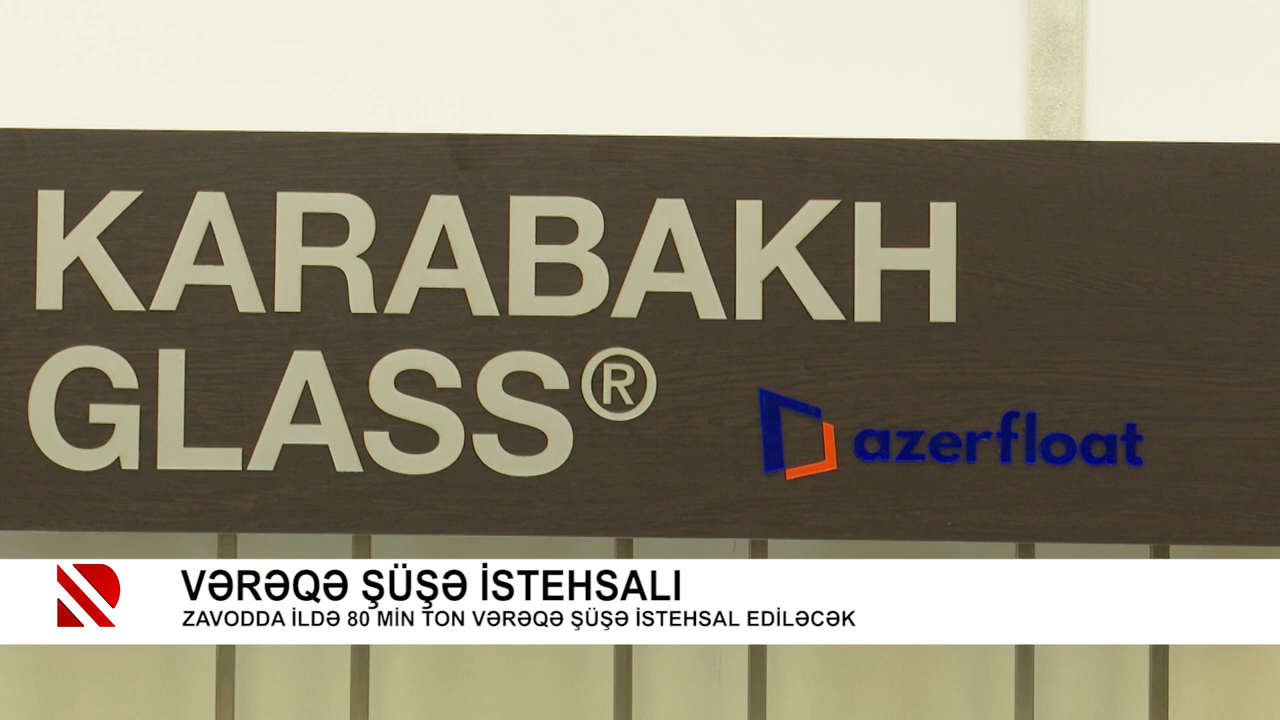 KARABAKH
GLASS®
azerfloat
VƏRƏQƏ ŞÜŞƏ İSTEHSALI
ZAVODDA İLDƏ 80 MİN TON VƏRƏQƏ ŞÜŞƏ İSTEHSAL EDİLƏCƏK